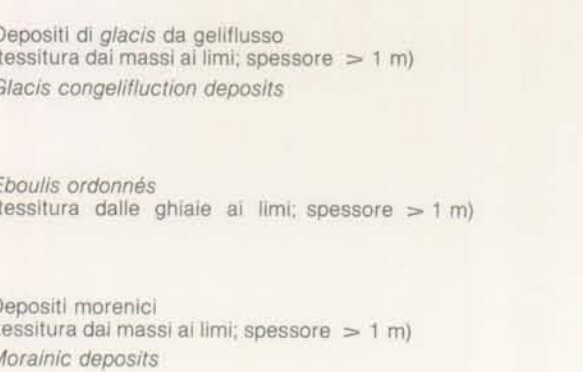 Depositi di glacis da geliflusso
(tessitura dai massi ai limi; spessore > 1 m)
Glacis congelifluction deposits
Eboulis ordonnés
(tessitura dalle ghiaie ai limi; spessore > 1 m)
Depositi morenici
(tessitura dai massi ai limi; spessore > 1 m)
Morainic deposits